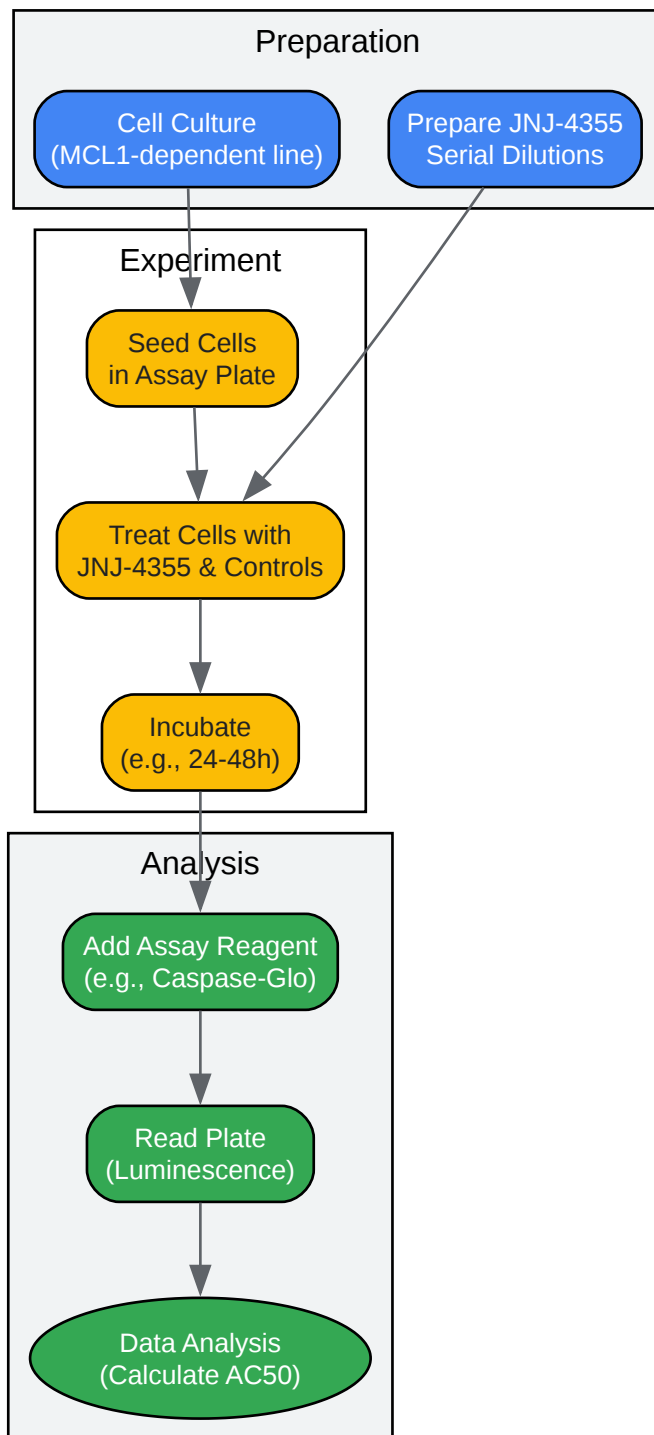 Preparation
Cell Culture
(MCL1-dependent line)
Prepare JNJ-4355
Serial Dilutions
Experiment
Seed Cells
in Assay Plate
Treat Cells with
JNJ-4355 & Controls
Incubate
(e.g., 24-48h)
Analysis
Add Assay Reagent
(e.g., Caspase-Glo)
Read Plate
(Luminescence)
Data Analysis
(Calculate AC50)